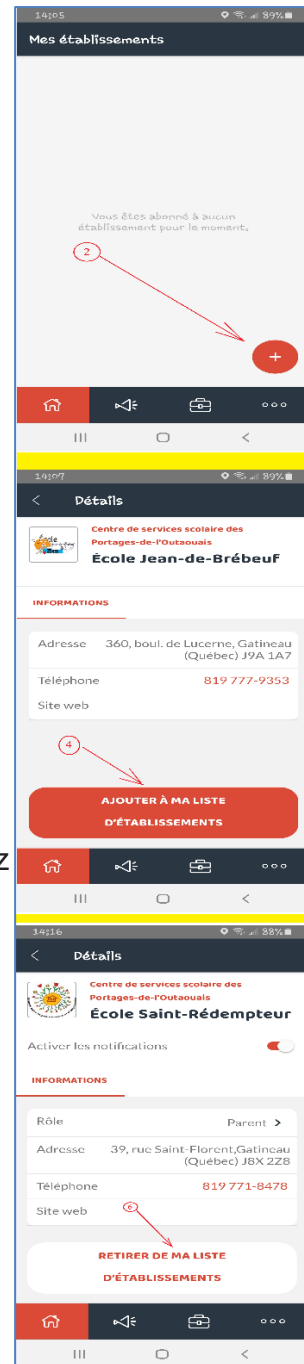 14:05
89%
Mes établissements
Vous êtes abonné à aucun
établissement pour le moment.
2
+
14:07
89%
Détails
Centre de services scolaire des
Portages-de-l'Outaouais
École Jean-de-Brébeuf
INFORMATIONS
Adresse 360, boul. de Lucerne, Gatineau
(Québec) J9A 1A7
Téléphone 819 777-9353
Site web
4
AJOUTER À MA LISTE
D'ÉTABLISSEMENTS
z
14:16
88%
Détails
Centre de services scolaire des
Portages-de-l'Outaouais
École Saint-Rédempteur
Activer les notifications
INFORMATIONS
Rôle Parent >
Adresse 39, rue Saint-Florent,Gatineau
(Québec) J8X 2Z8
Téléphone 819 771-8478
Site web
6
RETIRER DE MA LISTE
D'ÉTABLISSEMENTS